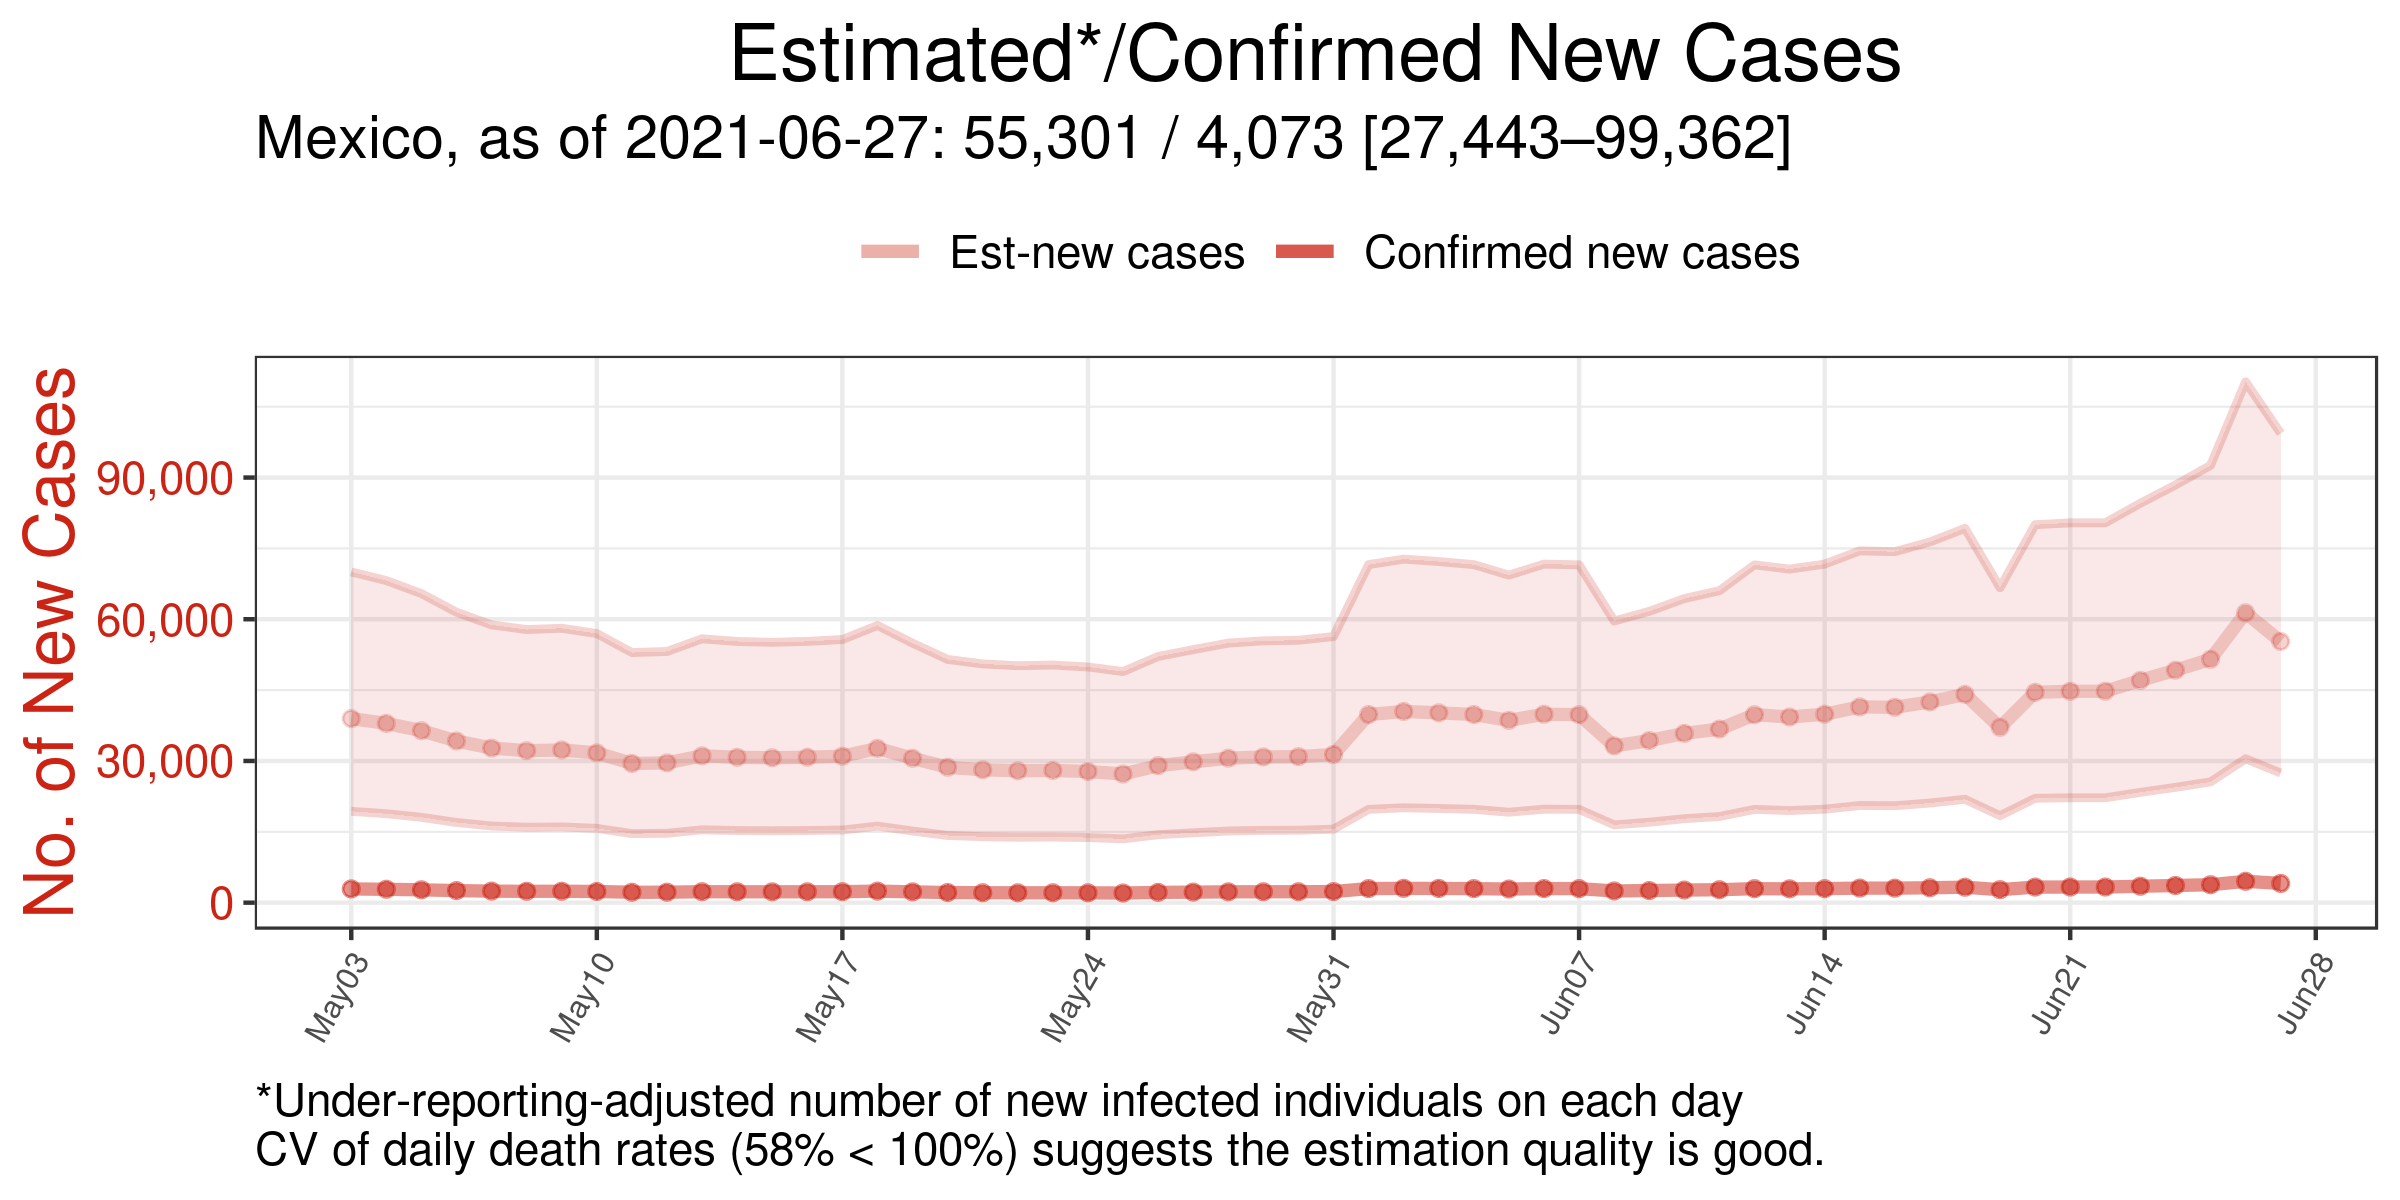 Estimated*/Confirmed New Cases
Mexico, as of 2021-06-27: 55,301 / 4,073 [27,443–99,362]
Est-new cases
Confirmed new cases
No. of New Cases
90,000
60,000
30,000
0
May03
May10
May17
May24
May31
Jun07
Jun14
Jun21
Jun28
*Under-reporting-adjusted number of new infected individuals on each day
CV of daily death rates (58% < 100%) suggests the estimation quality is good.